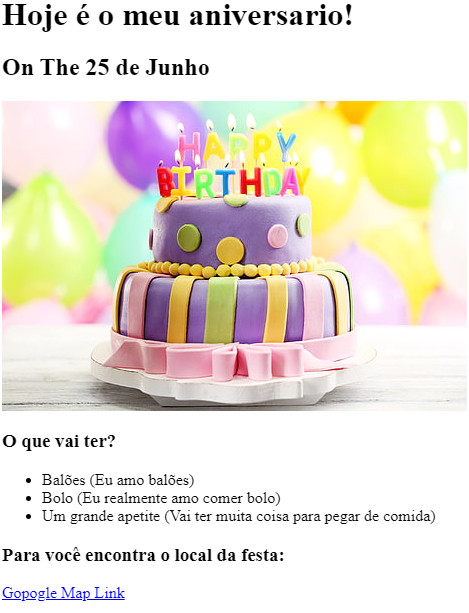 Hoje é o meu aniversario!
On The 25 de Junho
HAPPY
BIRTHDAY
O que vai ter?
Balões (Eu amo balões)
Bolo (Eu realmente amo comer bolo)
Um grande apetite (Vai ter muita coisa para pegar de comida)
Para você encontra o local da festa:
Gopogle Map Link